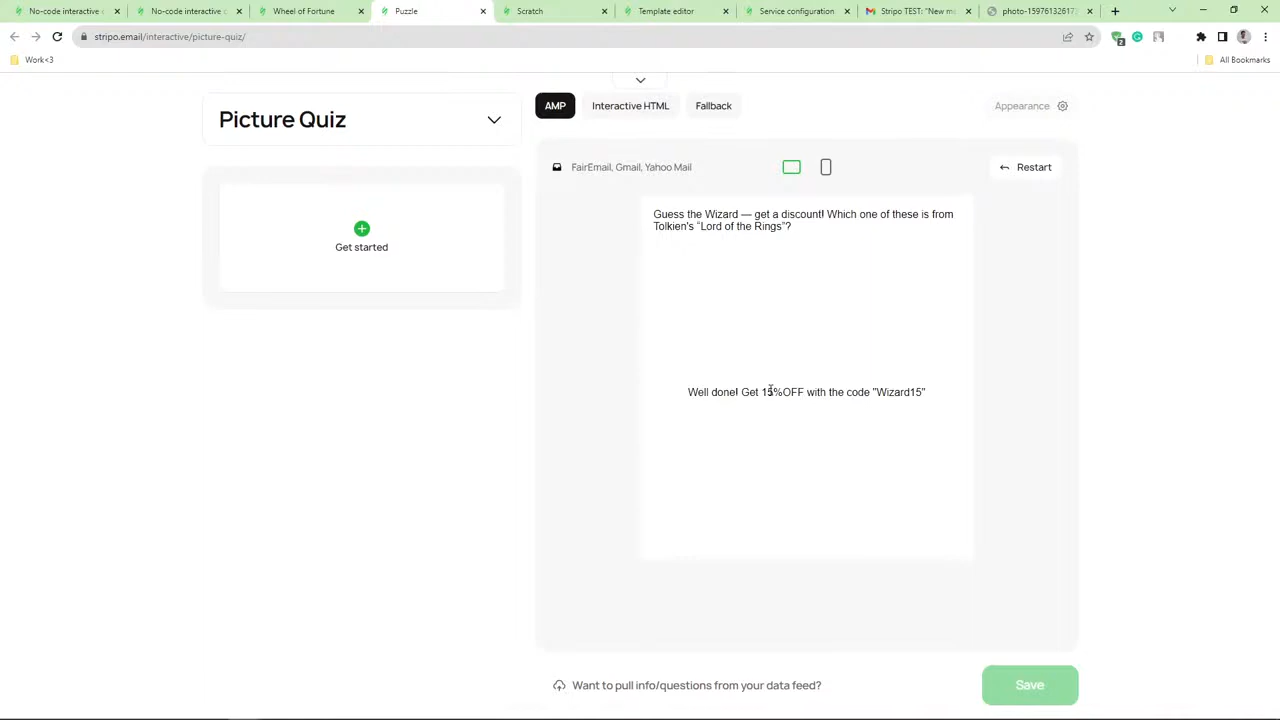 No-code interactive c
No-code interactive c
Wheel of Fortune
Puzzle
Scratch
Template editor
Service configuration
Stripo TEST: "New m
photo-15976132617
stripo.email/interactive/picture-quiz/
2
Work<3
All Bookmarks
Picture Quiz
AMP
Interactive HTML
Fallback
Appearance
FairEmail, Gmail, Yahoo Mail
Restart
Guess the Wizard — get a discount! Which one of these is from
Tolkien's "Lord of the Rings"?
Get started
Well done! Get 15%OFF with the code "Wizard15"
Want to pull info/questions from your data feed?
Save